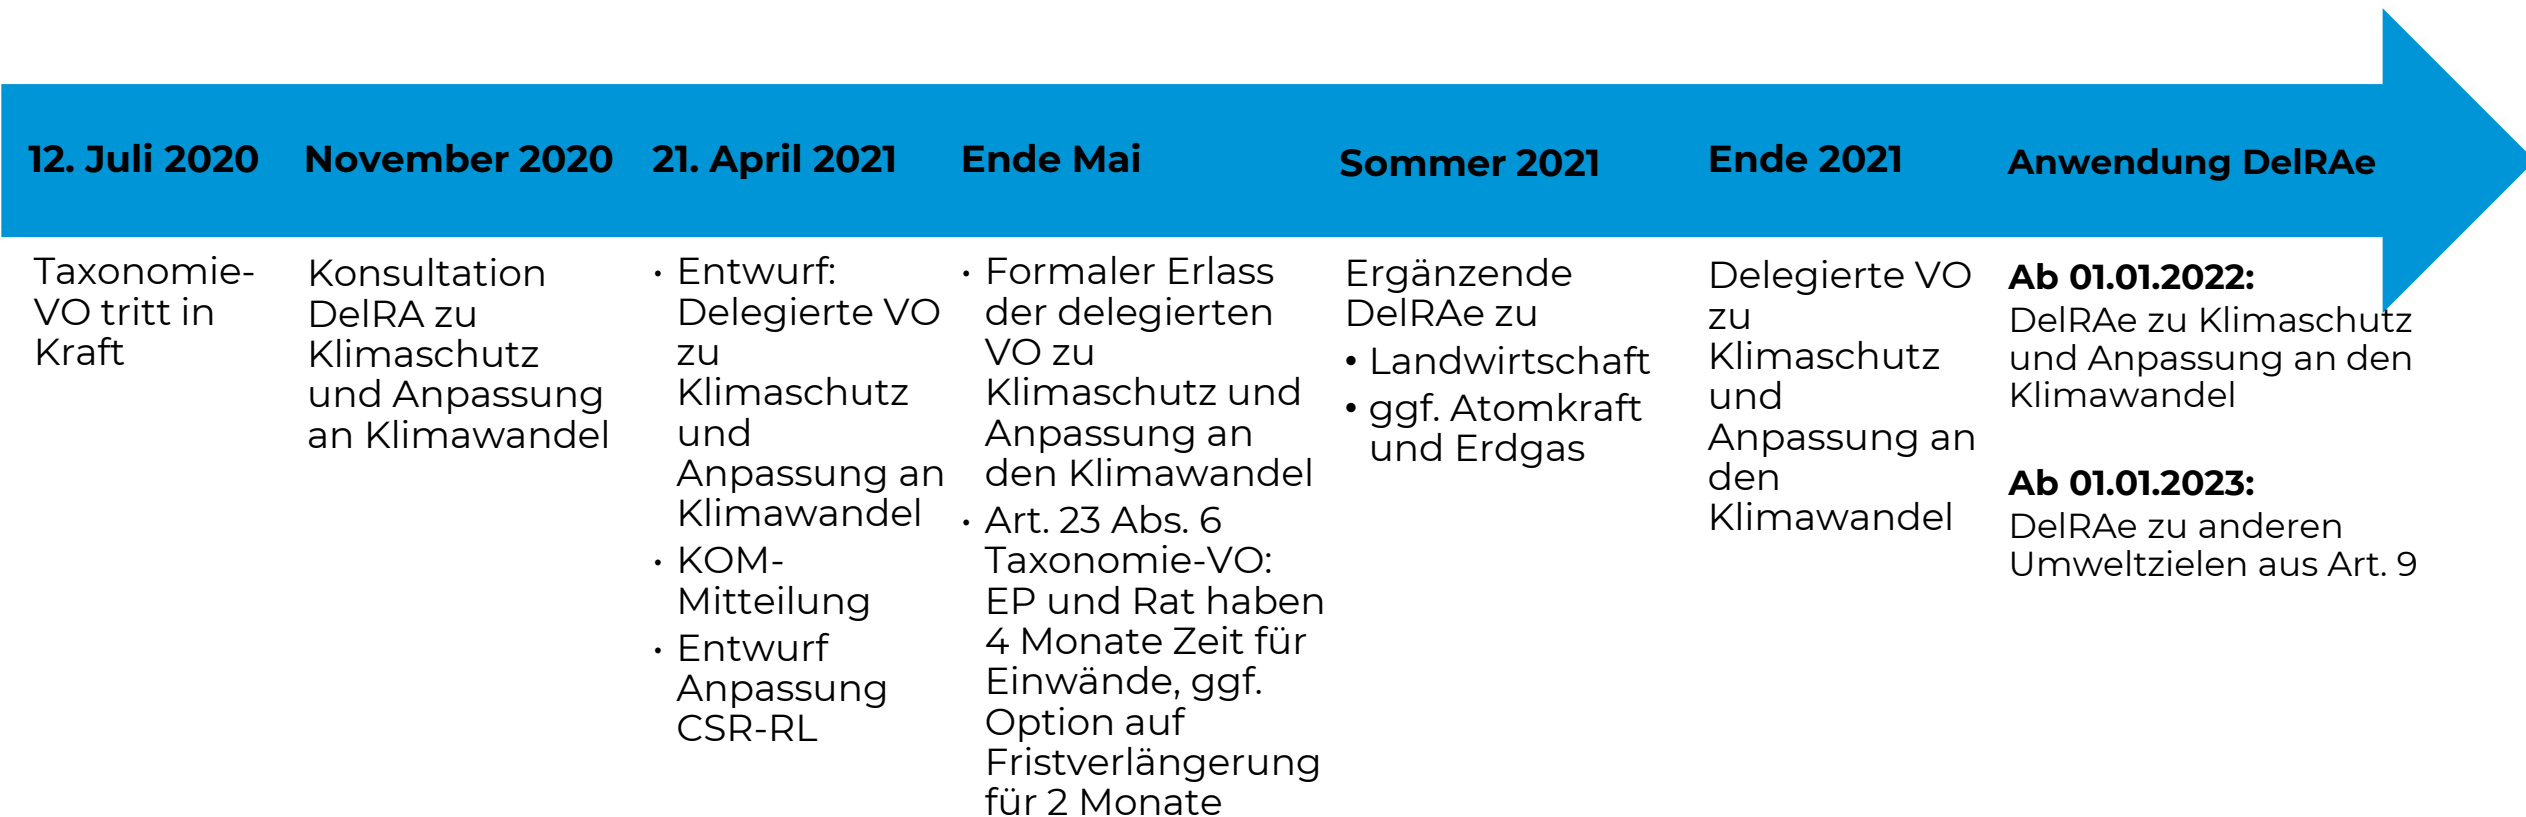 12. Juli 2020
November 2020
21. April 2021
Ende Mai
Sommer 2021
Ende 2021
Anwendung DelRAe
Taxonomie-
VO tritt in
Kraft
Konsultation
DelRA zu
Klimaschutz
und Anpassung
an Klimawandel
· Entwurf:
Delegierte VO
zu
Klimaschutz
und
Anpassung an
Klimawandel
· KOM-
Mitteilung
· Entwurf
Anpassung
CSR-RL
· Formaler Erlass
der delegierten
VO zu
Klimaschutz und
Anpassung an
den Klimawandel
· Art. 23 Abs. 6
Taxonomie-VO:
EP und Rat haben
4 Monate Zeit für
Einwände, ggf.
Option auf
Fristverlängerung
für 2 Monate
Ergänzende
DelRAe zu
• Landwirtschaft
• ggf. Atomkraft
und Erdgas
Delegierte VO
zu
Klimaschutz
und
Anpassung an
den
Klimawandel
Ab 01.01.2022:
DelRAe zu Klimaschutz
und Anpassung an den
Klimawandel
Ab 01.01.2023:
DelRAe zu anderen
Umweltzielen aus Art. 9